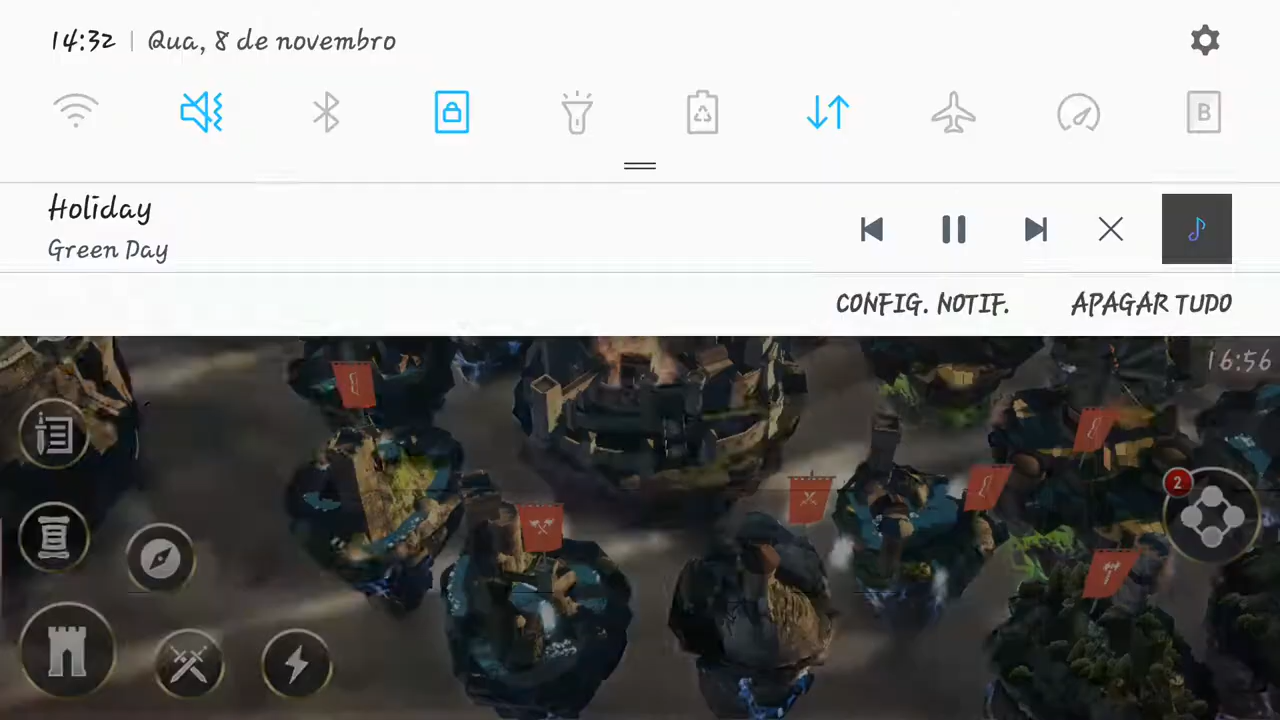 14:32 | Qua, 8 de novembro
B
Holiday
Green Day
CONFIG. NOTIF. APAGAR TUDO
16:56
2